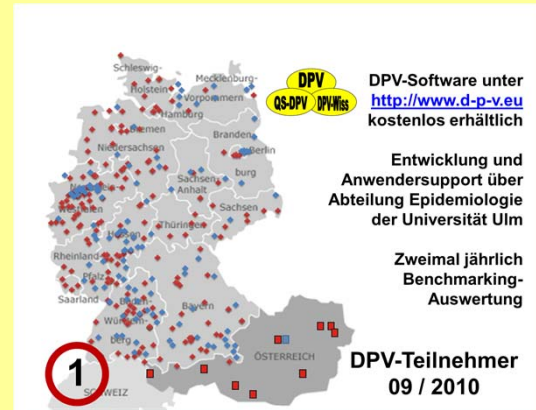 Schleswig-
Holstein
Mecklenburg-
Vorpommern
Hamburg
Bremen
Niedersachsen
Branden
burg
Berlin
Sachsen
Anhalt
Westfalen
Hessen
Thüringen
Sachsen
Rheinland
Pfalz
Saarland
Baden-
Württem-
berg
Bayern
ÖSTERREICH
1
DPV
QS-DPV DPV-Wiss
DPV-Software unter
http://www.d-p-v.eu
kostenlos erhältlich
Entwicklung und
Anwendersupport über
Abteilung Epidemiologie
der Universität Ulm
Zweimal jährlich
Benchmarking-
Auswertung
DPV-Teilnehmer
09 / 2010